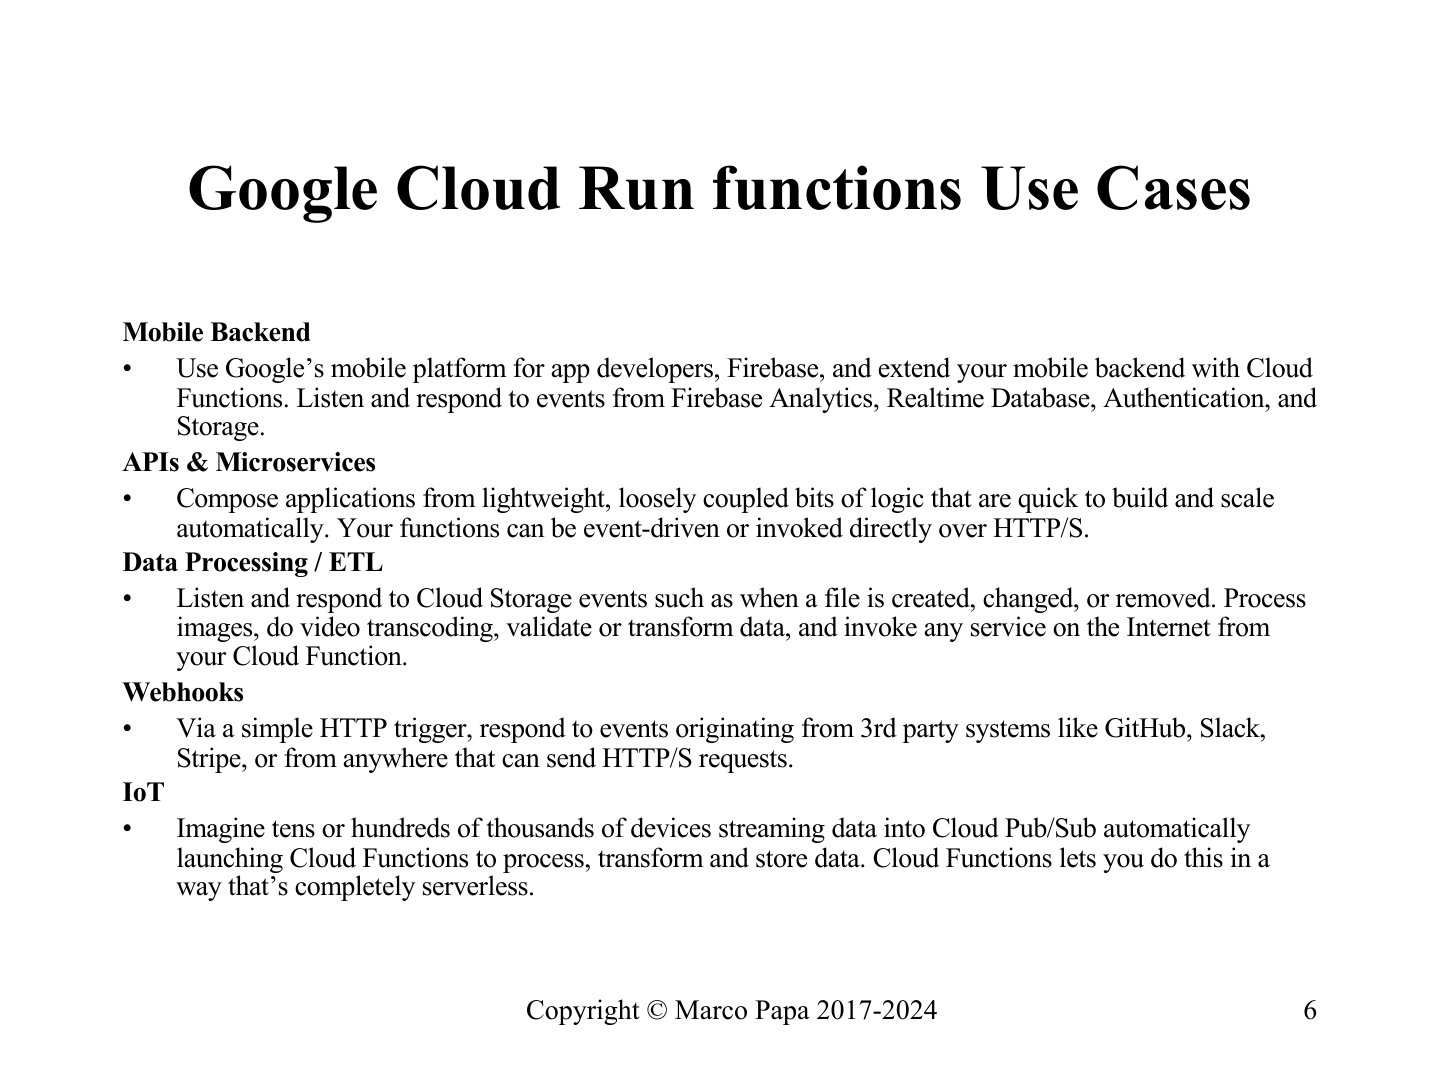 Google Cloud Run functions Use Cases
Mobile Backend
• Use Google’s mobile platform for app developers, Firebase, and extend your mobile backend with Cloud
Functions. Listen and respond to events from Firebase Analytics, Realtime Database, Authentication, and
Storage.
APIs & Microservices
• Compose applications from lightweight, loosely coupled bits of logic that are quick to build and scale
automatically. Your functions can be event-driven or invoked directly over HTTP/S.
Data Processing / ETL
• Listen and respond to Cloud Storage events such as when a file is created, changed, or removed. Process
images, do video transcoding, validate or transform data, and invoke any service on the Internet from
your Cloud Function.
Webhooks
• Via a simple HTTP trigger, respond to events originating from 3rd party systems like GitHub, Slack,
Stripe, or from anywhere that can send HTTP/S requests.
IoT
• Imagine tens or hundreds of thousands of devices streaming data into Cloud Pub/Sub automatically
launching Cloud Functions to process, transform and store data. Cloud Functions lets you do this in a
way that’s completely serverless.
Copyright © Marco Papa 2017-2024
6